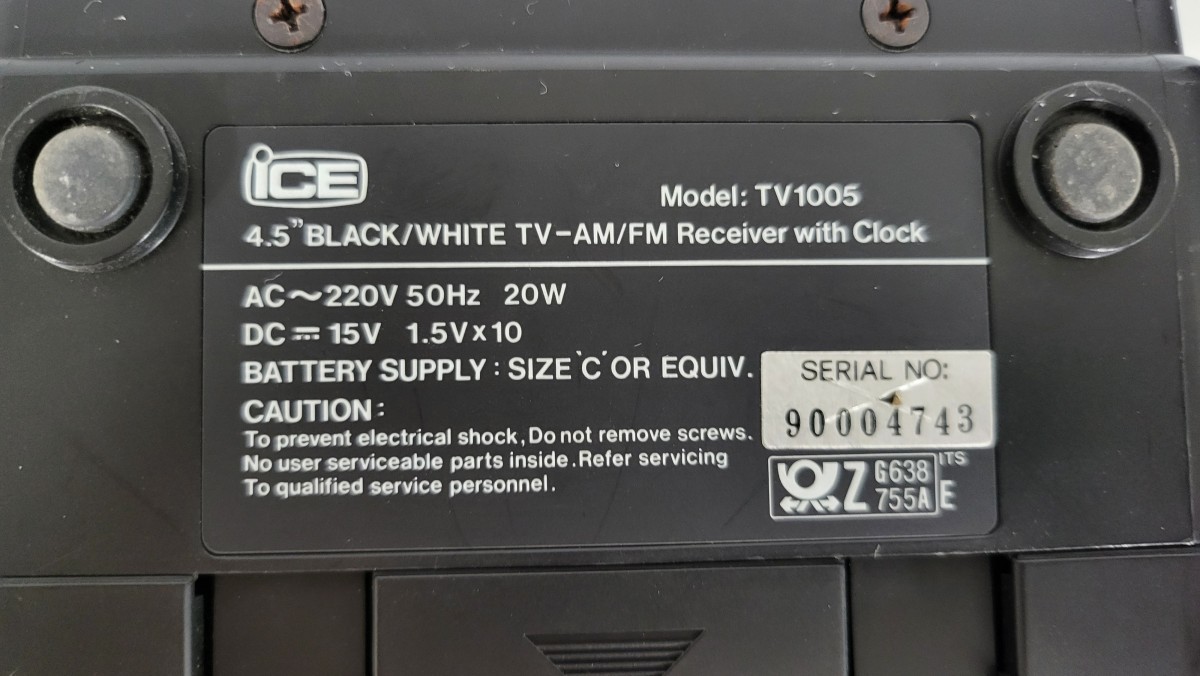 iCE
Model: TV1005
4.5” BLACK/WHITE TV-AM/FM Receiver with Clock
AC~220V 50Hz 20W
DC⎓15V 1.5Vx10
BATTERY SUPPLY: SIZE 'C' OR EQUIV.
CAUTION:
To prevent electrical shock,Do not remove screws.
No user serviceable parts inside.Refer servicing
To qualified service personnel.
SERIAL NO:
90004743
Z G638 ITS
755A E